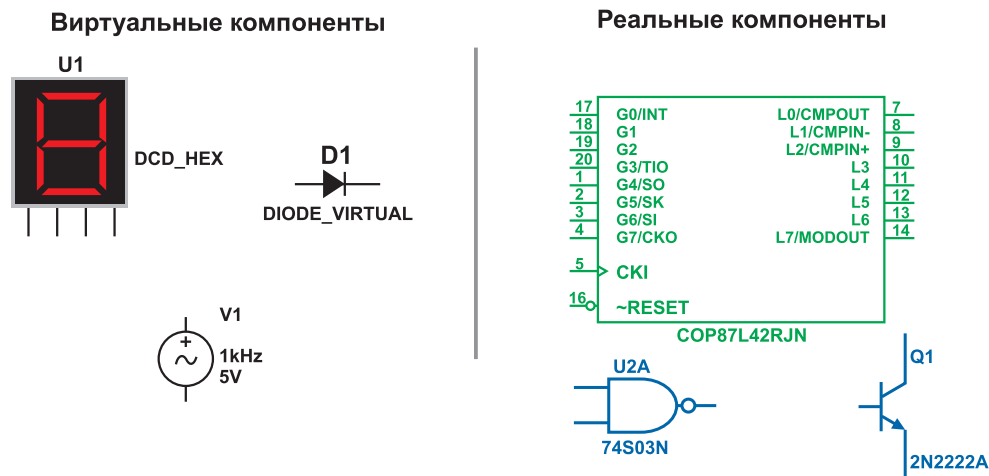 Виртуальные компоненты
U1
DCD_HEX
D1
DIODE_VIRTUAL
V1
+
1kHz
5V
Реальные компоненты
17 G0/INT L0/CMPOUT 7
18 G1 L1/CMPIN- 8
19 G2 L2/CMPIN+ 9
20 G3/TIO L3 10
1 G4/SO L4 11
2 G5/SK L5 12
3 G6/SI L6 13
4 G7/CKO L7/MODOUT 14
5 CKI
16 ~RESET
COP87L42RJN
U2A
74S03N
Q1
2N2222A